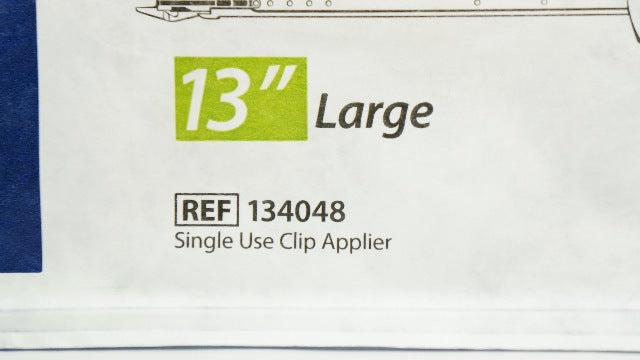 13” Large
REF 134048
Single Use Clip Applier